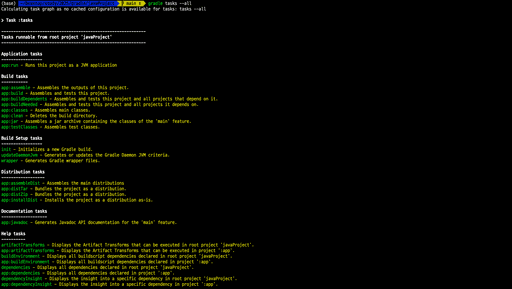 (base) main ± gradle tasks --all
Calculating task graph as no cached configuration is available for tasks: tasks --all
> Task :tasks
------------------------------------------------------------
Tasks runnable from root project 'javaProject'
------------------------------------------------------------
Application tasks
-----------------
app:run - Runs this project as a JVM application
Build tasks
-----------
app:assemble - Assembles the outputs of this project.
app:build - Assembles and tests this project.
app:buildDependents - Assembles and tests this project and all projects that depend on it.
app:buildNeeded - Assembles and tests this project and all projects it depends on.
app:classes - Assembles main classes.
app:clean - Deletes the build directory.
app:jar - Assembles a jar archive containing the classes of the 'main' feature.
app:testClasses - Assembles test classes.
Build Setup tasks
-----------------
init - Initializes a new Gradle build.
updateDaemonJvm - Generates or updates the Gradle Daemon JVM criteria.
wrapper - Generates Gradle wrapper files.
Distribution tasks
------------------
app:assembleDist - Assembles the main distributions
app:distTar - Bundles the project as a distribution.
app:distZip - Bundles the project as a distribution.
app:installDist - Installs the project as a distribution as-is.
Documentation tasks
-------------------
app:javadoc - Generates Javadoc API documentation for the 'main' feature.
Help tasks
----------
artifactTransforms - Displays the Artifact Transforms that can be executed in root project 'javaProject'.
app:artifactTransforms - Displays the Artifact Transforms that can be executed in project ':app'.
buildEnvironment - Displays all buildscript dependencies declared in root project 'javaProject'.
app:buildEnvironment - Displays all buildscript dependencies declared in project ':app'.
dependencies - Displays all dependencies declared in root project 'javaProject'.
app:dependencies - Displays all dependencies declared in project ':app'.
dependencyInsight - Displays the insight into a specific dependency in root project 'javaProject'.
app:dependencyInsight - Displays the insight into a specific dependency in project ':app'.